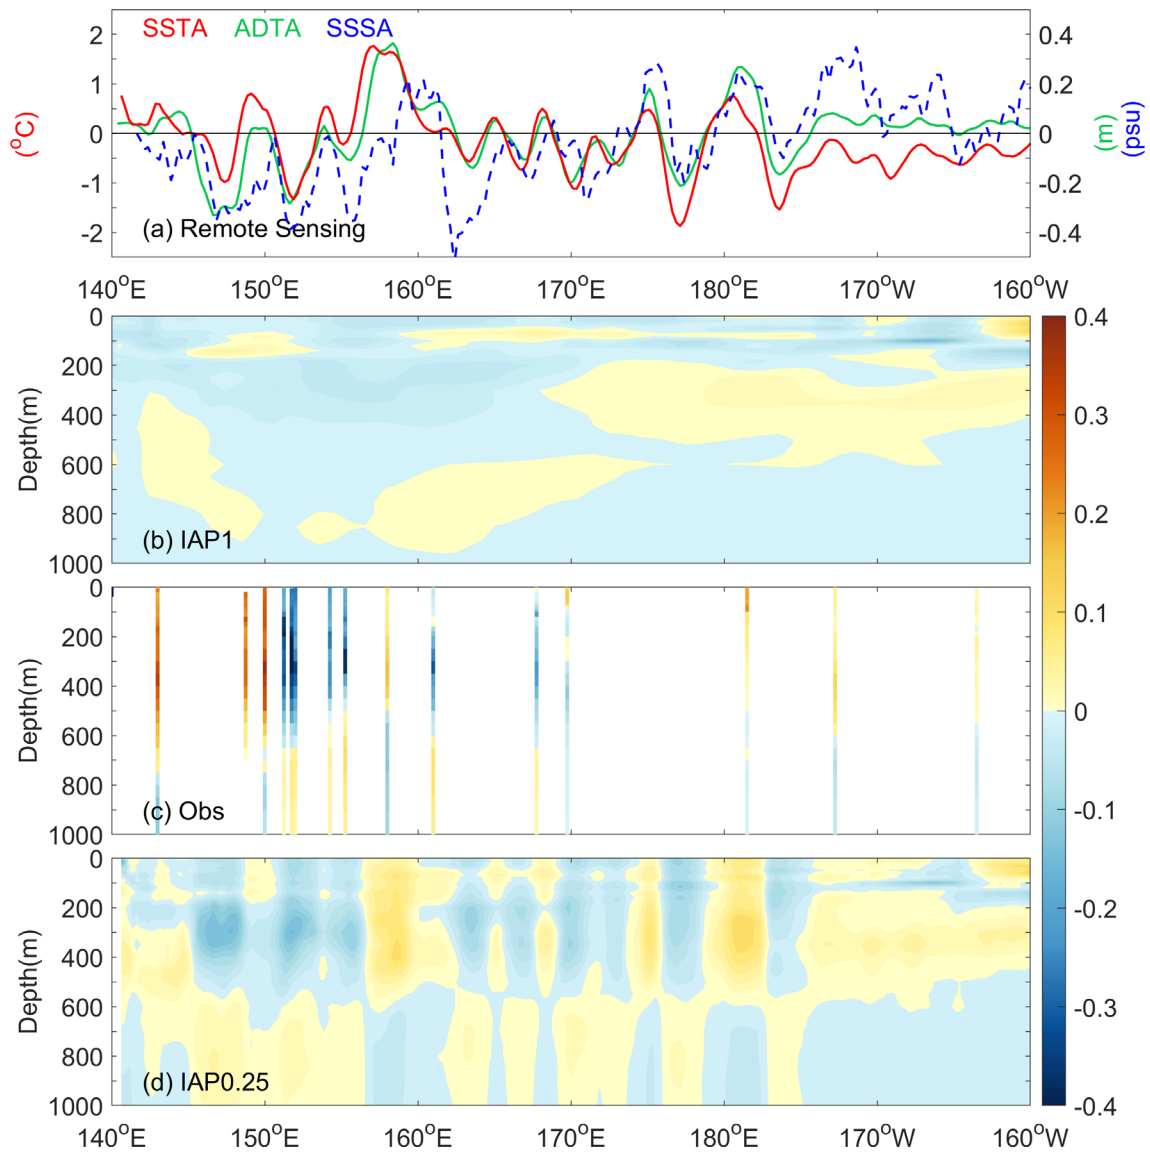 SSTA ADTA SSSA
2
1
0
-1
-2
(°C)
0.4
0.2
0
-0.2
-0.4
(m)
(psu)
(a) Remote Sensing
140°E 150°E 160°E 170°E 180°E 170°W 160°W
0
200
400
600
800
1000
Depth(m)
(b) IAP1
0
200
400
600
800
1000
Depth(m)
(c) Obs
0
200
400
600
800
1000
Depth(m)
(d) IAP0.25
140°E 150°E 160°E 170°E 180°E 170°W 160°W
0.4
0.3
0.2
0.1
0
-0.1
-0.2
-0.3
-0.4